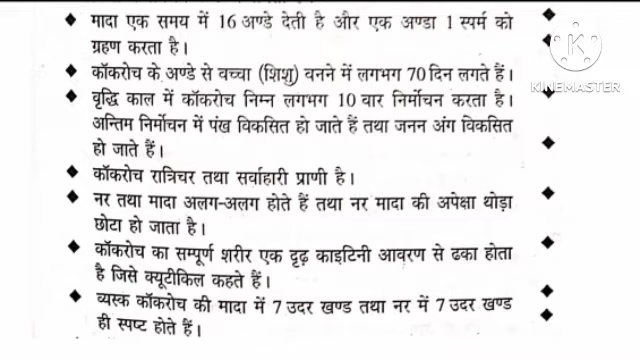 ◆ मादा एक समय में 16 अण्डे देती है और एक अण्डा 1 स्पर्म को
ग्रहण करता है।
◆ कॉकरोच के अण्डे से बच्चा (शिशु) बनने में लगभग 70 दिन लगते हैं।
◆ वृद्धि काल में कॉकरोच निम्न लगभग 10 बार निर्मोचन करता है।
अन्तिम निर्मोचन में पंख विकसित हो जाते हैं तथा जनन अंग विकसित
हो जाते हैं।
◆ कॉकरोच रात्रिचर तथा सर्वाहारी प्राणी है।
◆ नर तथा मादा अलग-अलग होते हैं तथा नर मादा की अपेक्षा थोड़ा
छोटा हो जाता है।
◆ कॉकरोच का सम्पूर्ण शरीर एक दृढ़ काइटिनी आवरण से ढका होता
है जिसे क्यूटीकिल कहते हैं।
◆ व्यस्क कॉकरोच की मादा में 7 उदर खण्ड तथा नर में 7 उदर खण्ड
ही स्पष्ट होते हैं।
KINEMASTER